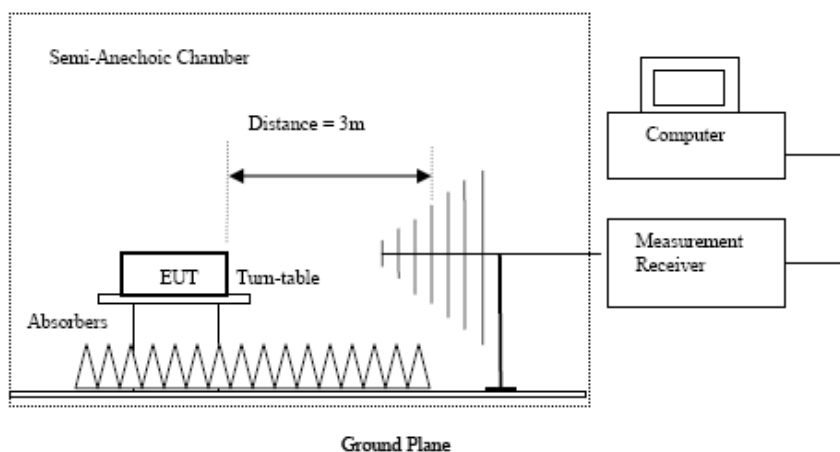 Semi-Anechoic Chamber
Distance = 3m
Computer
Measurement
Receiver
EUT
Turn-table
Absorbers
Ground Plane